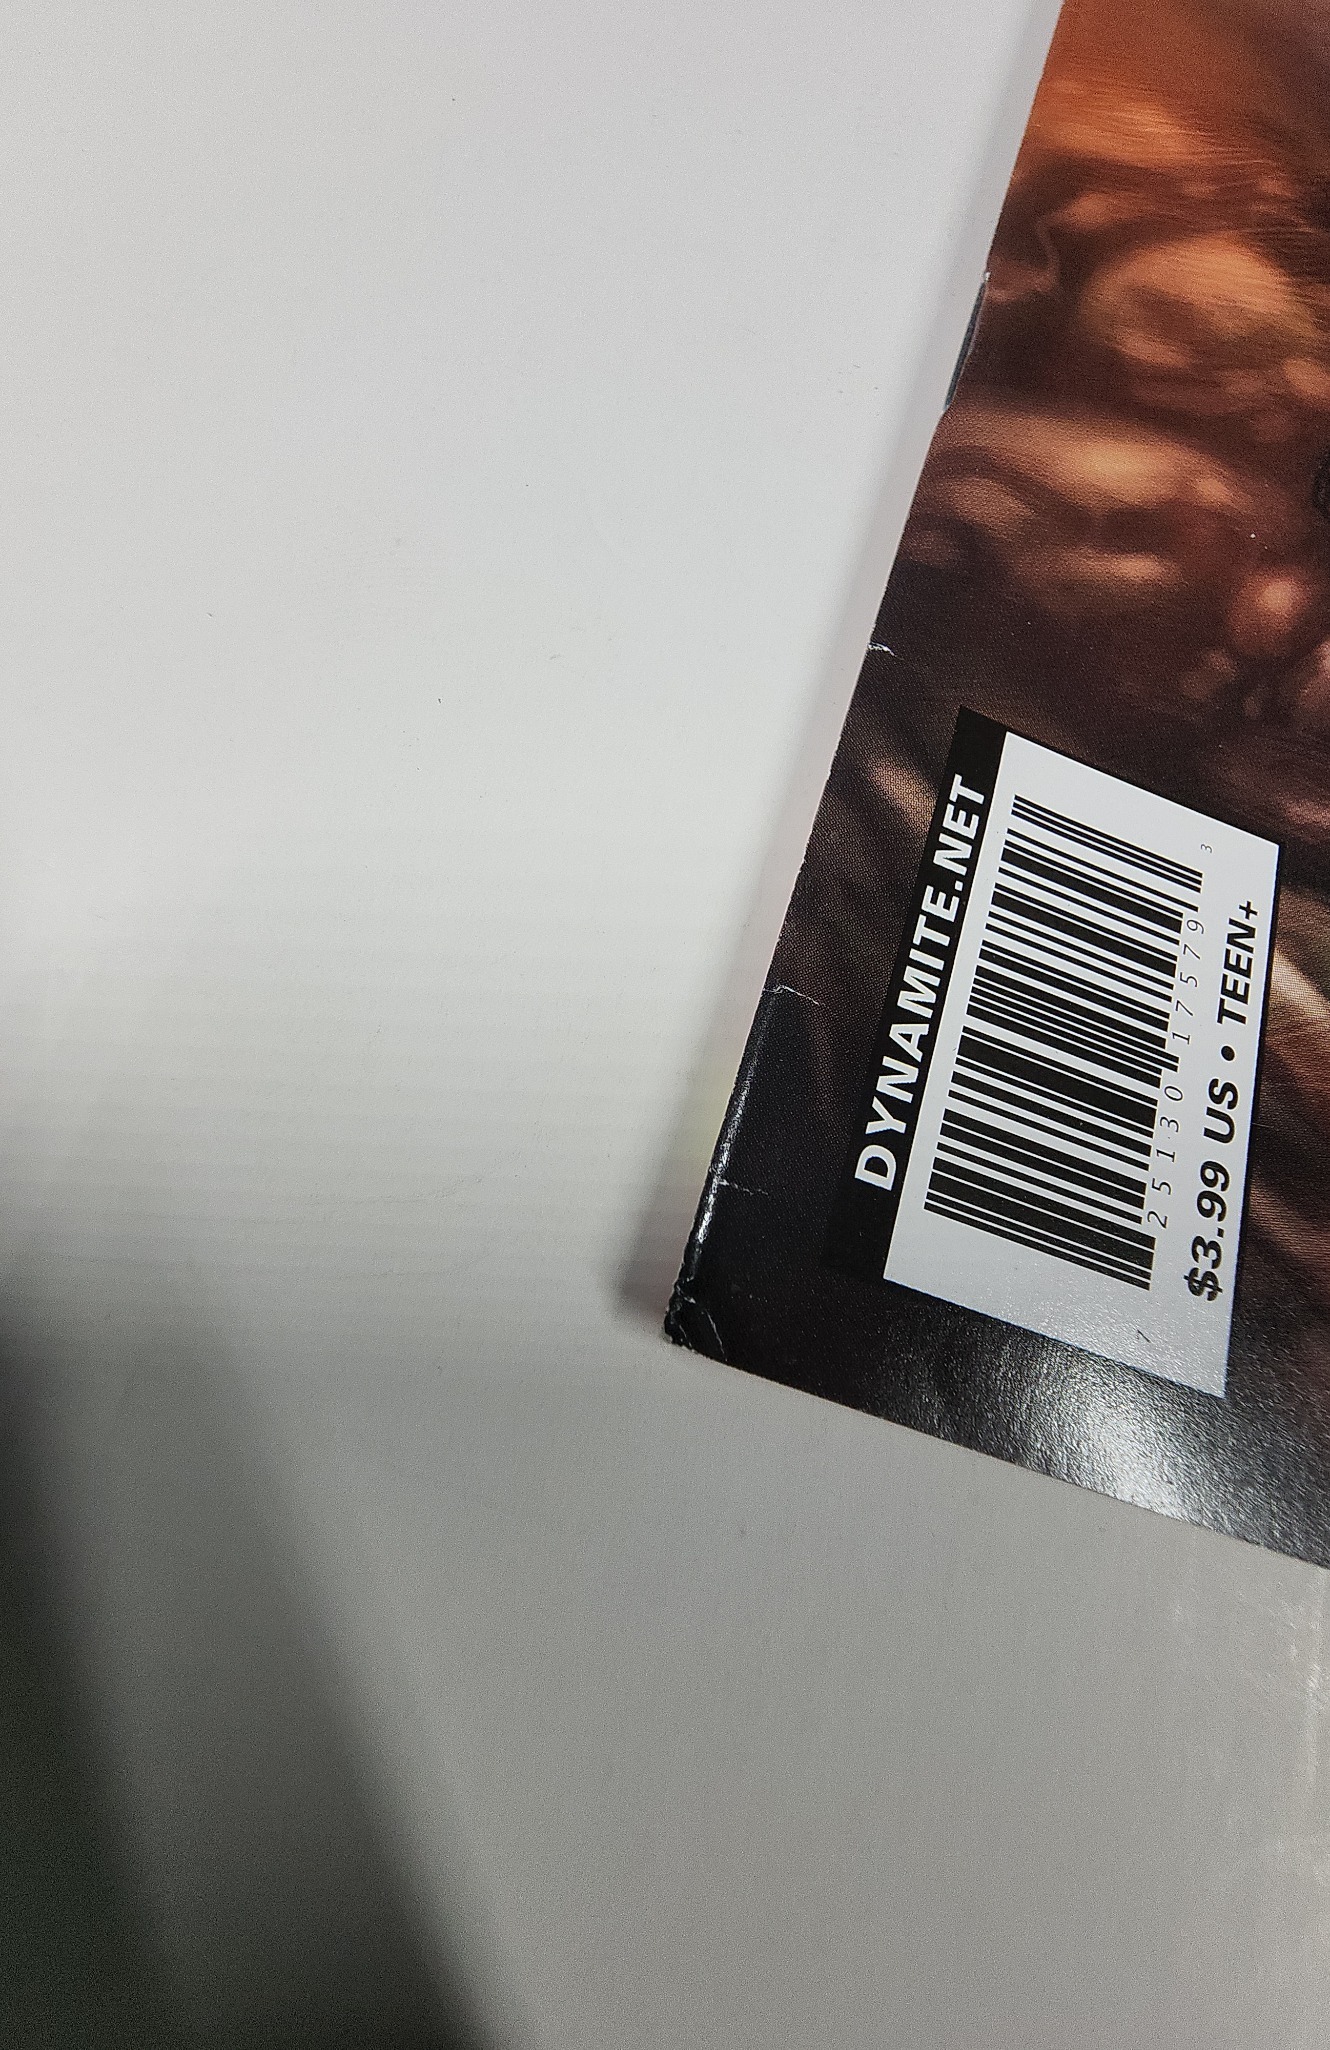 DYNAMITE.NET
7 25130 17579 3
$3.99 US • TEEN+